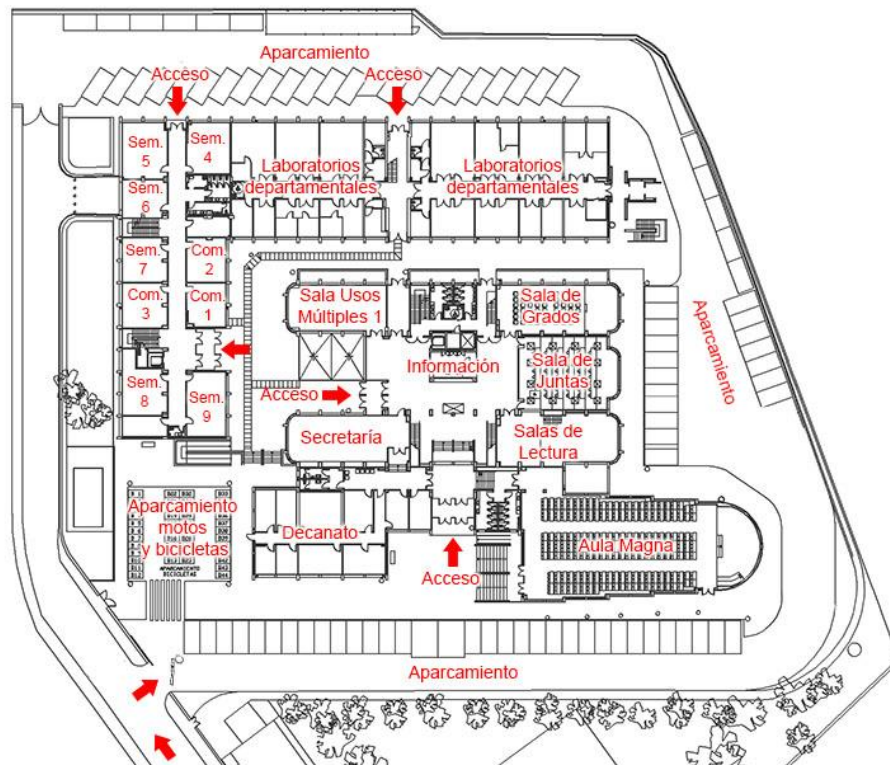 Aparcamiento
Acceso
Acceso
Sem.
5
Sem.
4
Laboratorios
departamentales
Laboratorios
departamentales
Sem.
6
Sem.
7
Com.
2
Com.
3
Com.
1
Sala Usos
Múltiples 1
Sala de
Grados
Aparcamiento
Información
Sala de
Juntas
Acceso
Sem.
8
Sem.
9
Secretaría
Salas de
Lectura
Aparcamiento
motos
y bicicletas
APARCAMIENTO
BICICLETAS
Decanato
Aula Magna
Acceso
Aparcamiento